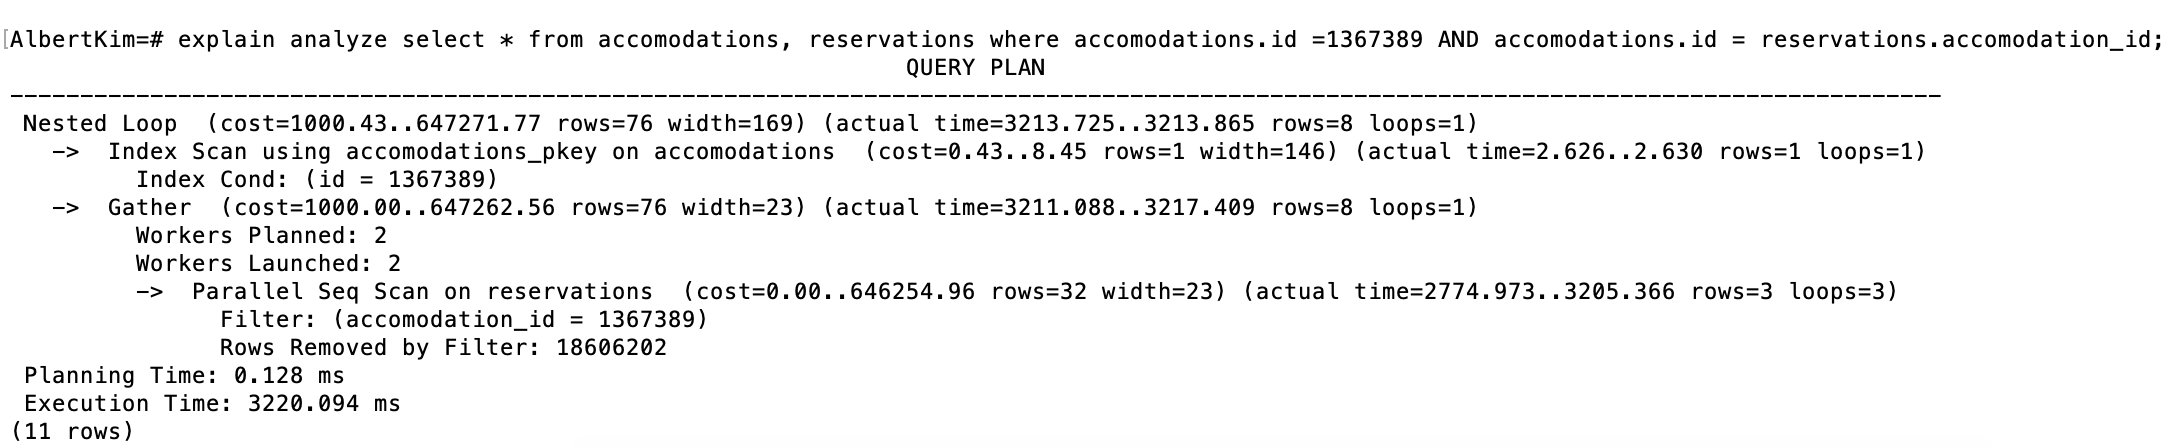 [AlbertKim=# explain analyze select * from accomodations, reservations where accomodations.id =1367389 AND accomodations.id = reservations.accomodation_id;
QUERY PLAN
------------------------------------------------------------------------------------------------------------------------------------------
Nested Loop  (cost=1000.43..647271.77 rows=76 width=169) (actual time=3213.725..3213.865 rows=8 loops=1)
  ->  Index Scan using accomodations_pkey on accomodations  (cost=0.43..8.45 rows=1 width=146) (actual time=2.626..2.630 rows=1 loops=1)
        Index Cond: (id = 1367389)
  ->  Gather  (cost=1000.00..647262.56 rows=76 width=23) (actual time=3211.088..3217.409 rows=8 loops=1)
        Workers Planned: 2
        Workers Launched: 2
        ->  Parallel Seq Scan on reservations  (cost=0.00..646254.96 rows=32 width=23) (actual time=2774.973..3205.366 rows=3 loops=3)
              Filter: (accomodation_id = 1367389)
              Rows Removed by Filter: 18606202
Planning Time: 0.128 ms
Execution Time: 3220.094 ms
(11 rows)